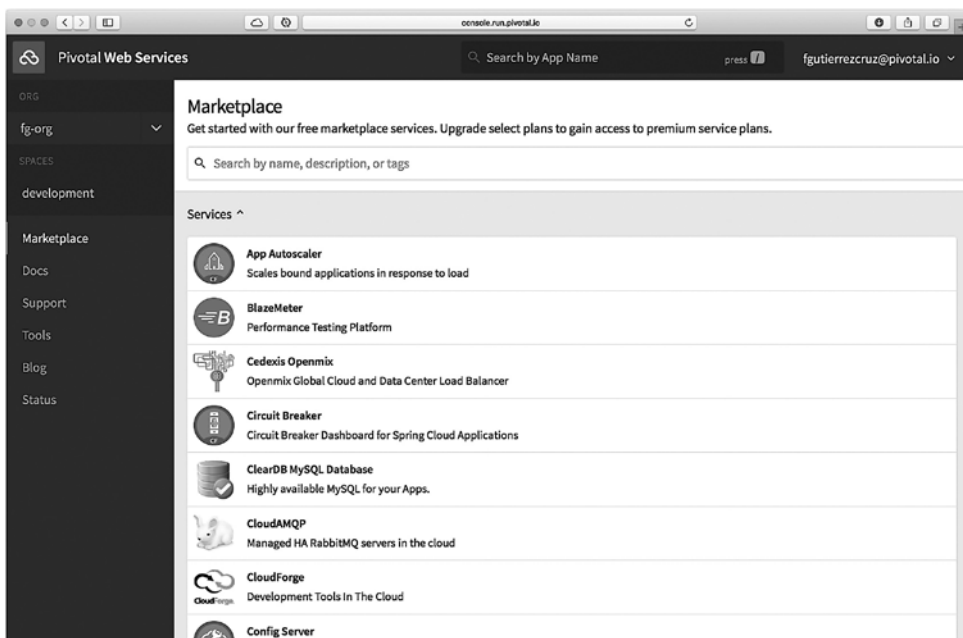 console.run.pivotal.io
Pivotal Web Services
Search by App Name
press /
fgutierrezcruz@pivotal.io
ORG
fg-org
SPACES
development
Marketplace
Docs
Support
Tools
Blog
Status
Marketplace
Get started with our free marketplace services. Upgrade select plans to gain access to premium service plans.
Search by name, description, or tags
Services ^
App Autoscaler
Scales bound applications in response to load
CF
BlazeMeter
Performance Testing Platform
B
Cedexis Openmix
Openmix Global Cloud and Data Center Load Balancer
Circuit Breaker
Circuit Breaker Dashboard for Spring Cloud Applications
CF
ClearDB MySQL Database
Highly available MySQL for your Apps.
CloudAMQP
Managed HA RabbitMQ servers in the cloud
CloudForge
Development Tools In The Cloud
CloudForge
Config Server